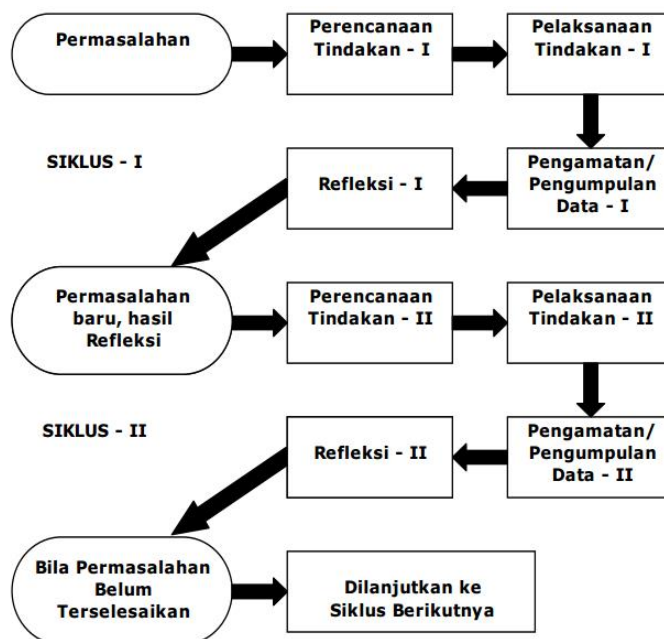 Permasalahan
Perencanaan
Tindakan - I
Pelaksanaan
Tindakan - I
SIKLUS - I
Refleksi - I
Pengamatan/
Pengumpulan
Data - I
Permasalahan
baru, hasil
Refleksi
Perencanaan
Tindakan - II
Pelaksanaan
Tindakan - II
SIKLUS - II
Refleksi - II
Pengamatan/
Pengumpulan
Data - II
Bila Permasalahan
Belum
Terselesaikan
Dilanjutkan ke
Siklus Berikutnya